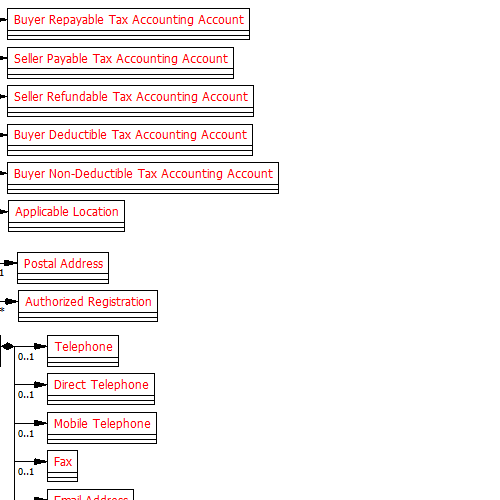 Buyer Repayable Tax Accounting Account
Seller Payable Tax Accounting Account
Seller Refundable Tax Accounting Account
Buyer Deductible Tax Accounting Account
Buyer Non-Deductible Tax Accounting Account
Applicable Location
Postal Address
1
Authorized Registration
*
Telephone
0..1
Direct Telephone
0..1
Mobile Telephone
0..1
Fax
0..1
Email Address